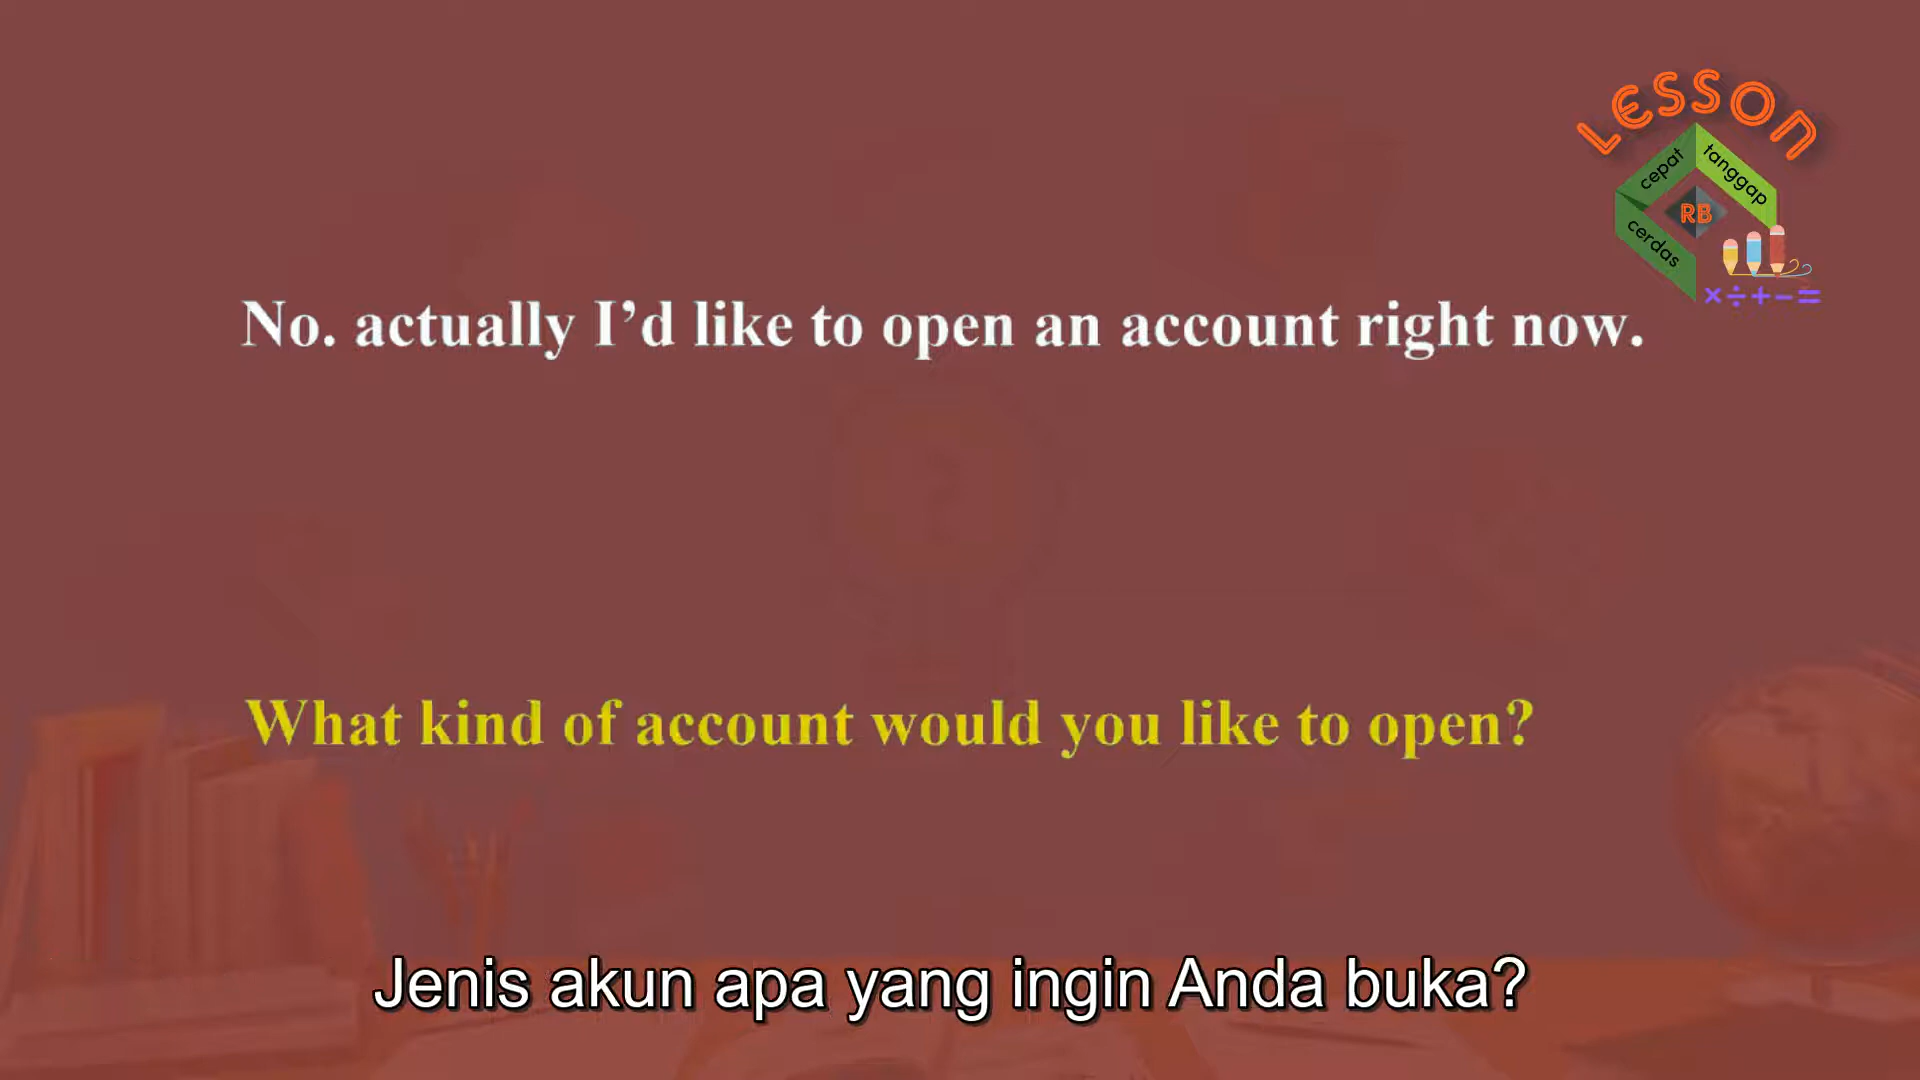 LESSON
cepat
tanggap
RB
cerdas
×÷+−=
No. actually I’d like to open an account right now.
What kind of account would you like to open?
Jenis akun apa yang ingin Anda buka?